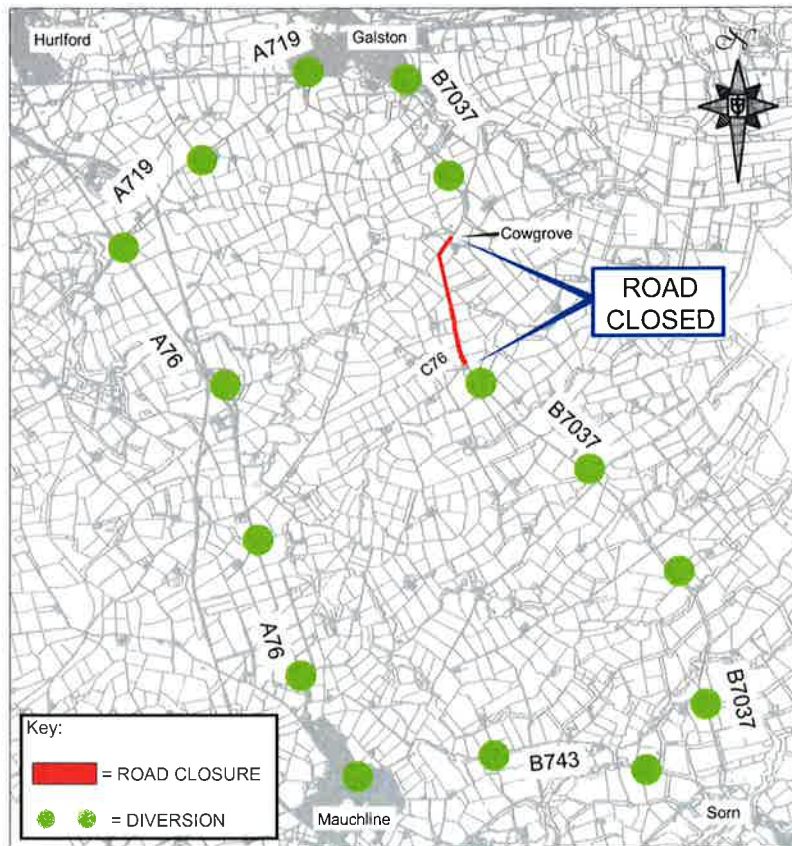 Hurlford
A719
Galston
B7037
A719
Cowgrove
ROAD
CLOSED
A76
C76
B7037
A76
B7037
Key:
= ROAD CLOSURE
B743
= DIVERSION
Mauchline
Sorn